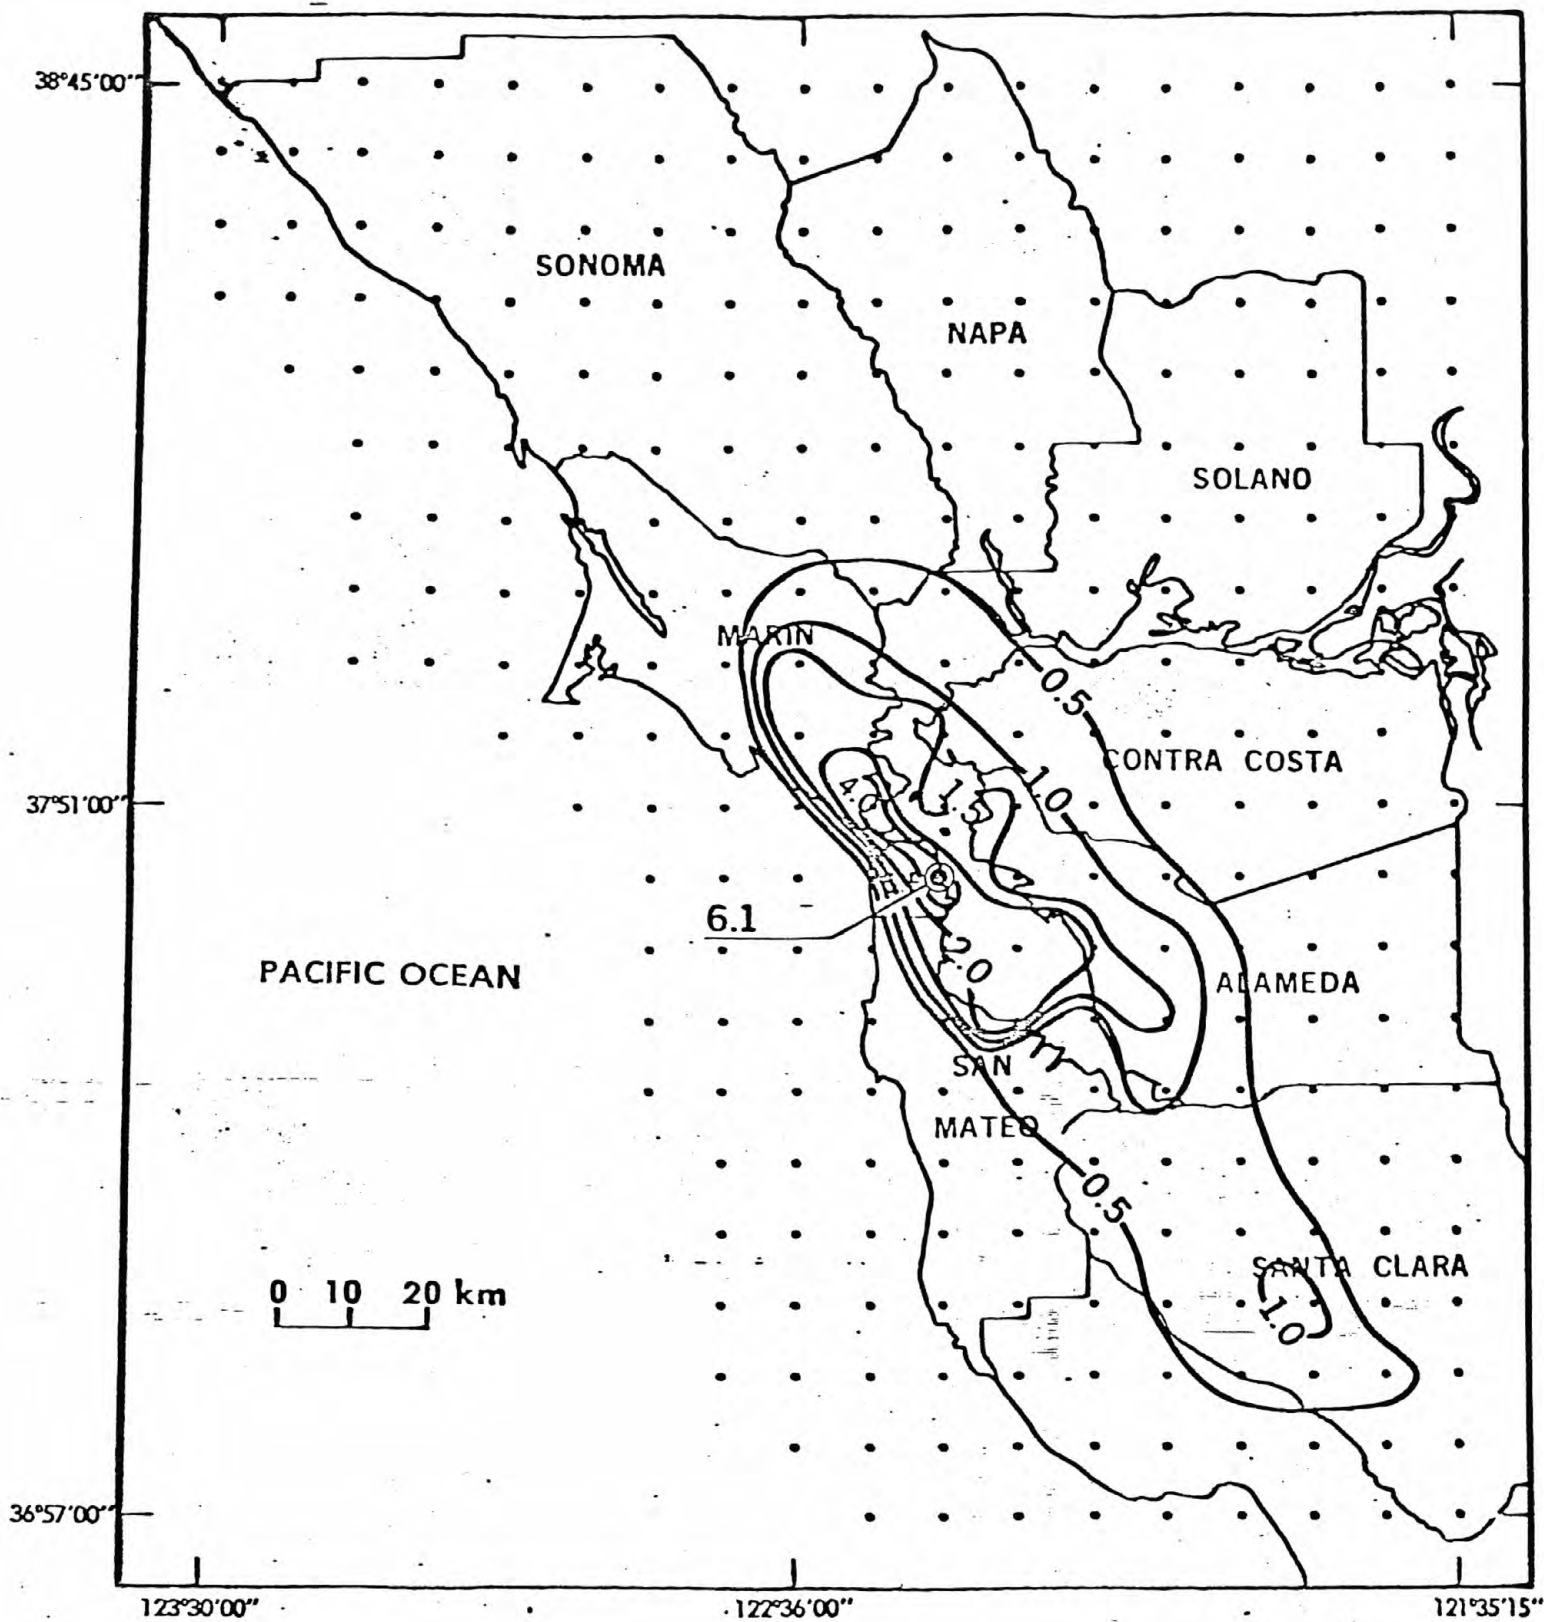 38°45'00"
SONOMA
NAPA
SOLANO
MARIN
0.5
CONTRA COSTA
1.0
4.0
1.5
37°51'00"
6.1
2.0
PACIFIC OCEAN
ALAMEDA
SAN
MATEO
0.5
SANTA CLARA
1.0
0 10 20 km
36°57'00"
123°30'00" 122°36'00" 121°35'15"